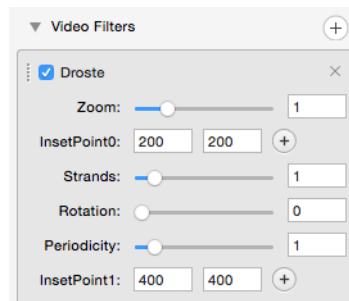 Video Filters
Droste
Zoom: 1
InsetPoint0: 200 200
Strands: 1
Rotation: 0
Periodicity: 1
InsetPoint1: 400 400